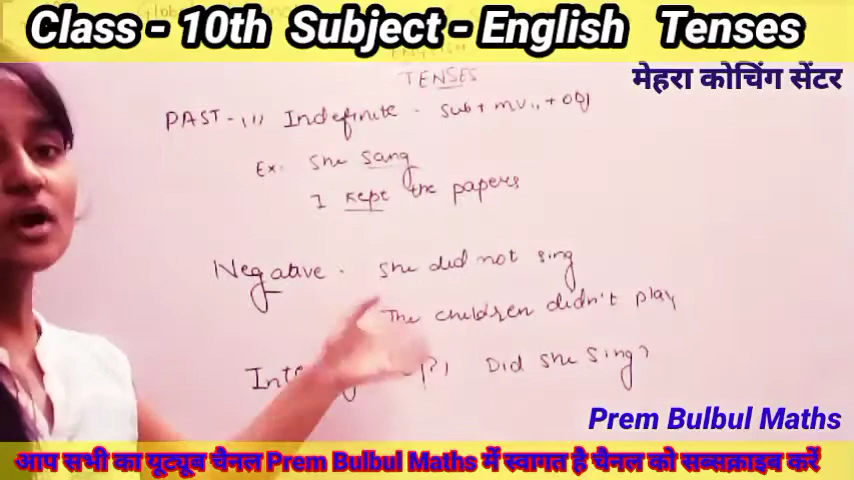 Class - 10th Subject - English Tenses
मेहरा कोचिंग सेंटर
TENSES
PAST - (1) Indefinite - Sub + mv11 + obj
Ex: She Sang
I Kept the papers
Negative - She did not sing
The children didn't play
(?) Did she sing?
Prem Bulbul Maths
आप सभी का यूट्यूब चैनल Prem Bulbul Maths में स्वागत है चैनल को सब्सक्राइब करें